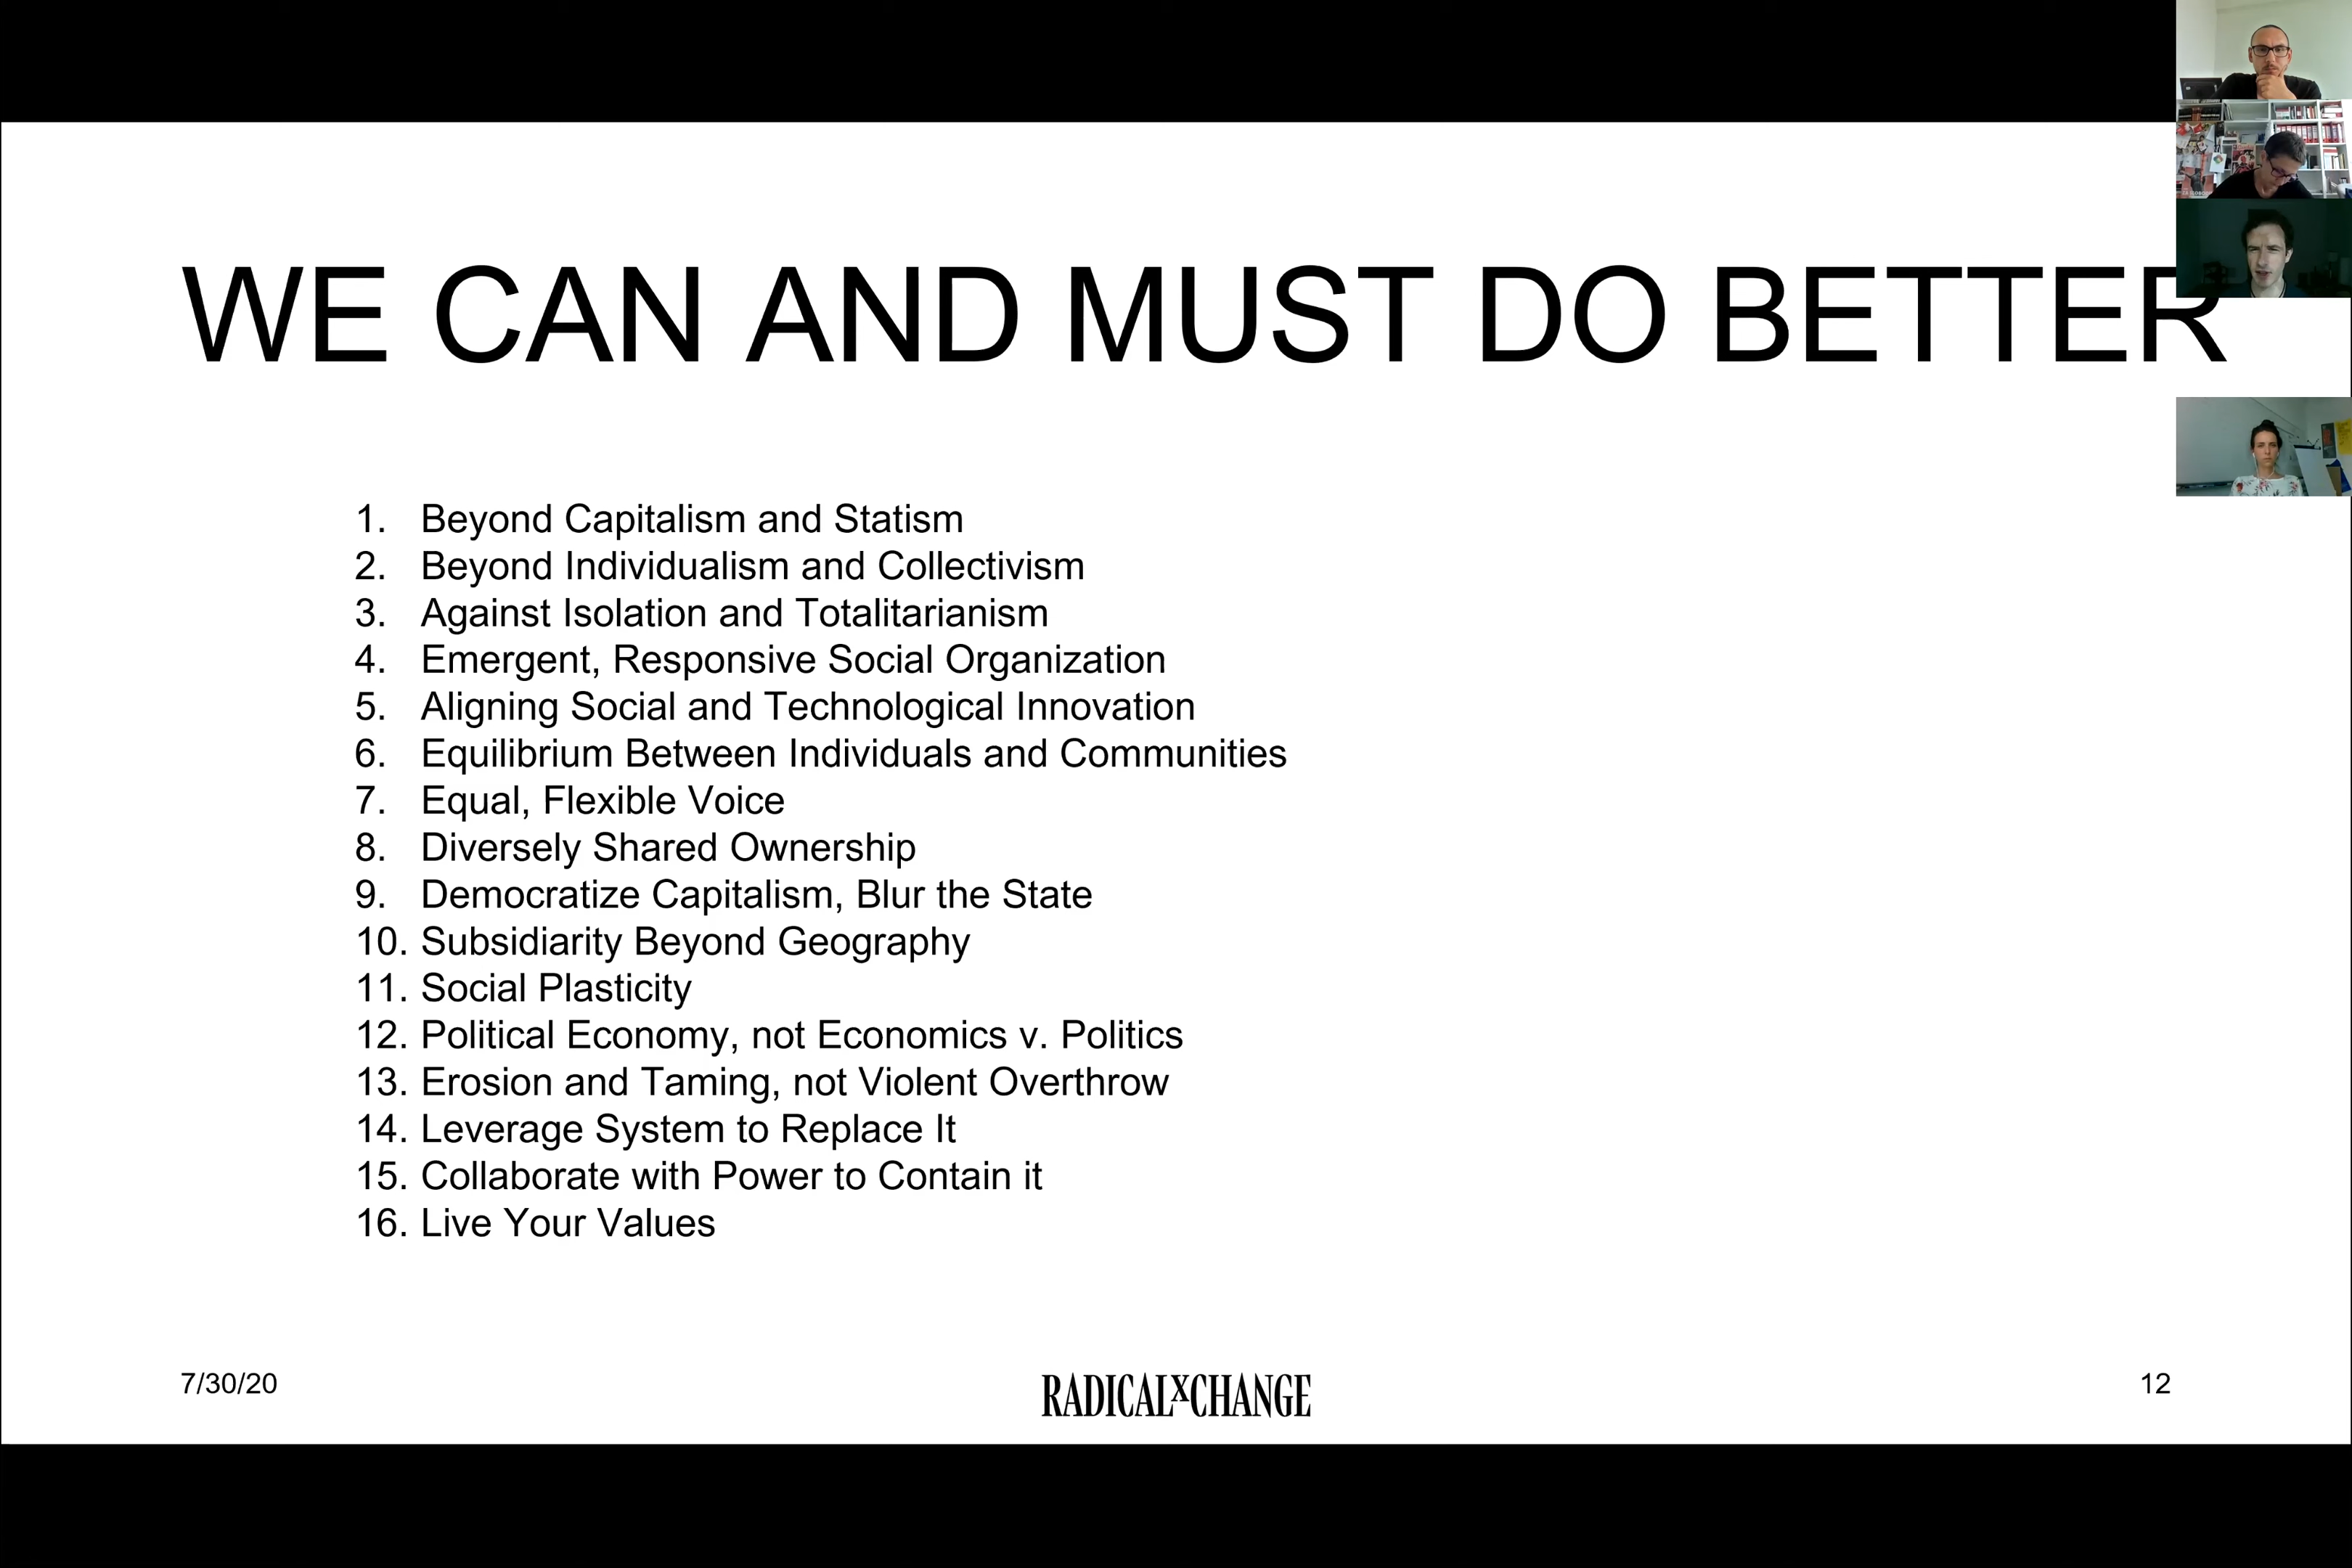 WE CAN AND MUST DO BETTER
1. Beyond Capitalism and Statism
2. Beyond Individualism and Collectivism
3. Against Isolation and Totalitarianism
4. Emergent, Responsive Social Organization
5. Aligning Social and Technological Innovation
6. Equilibrium Between Individuals and Communities
7. Equal, Flexible Voice
8. Diversely Shared Ownership
9. Democratize Capitalism, Blur the State
10. Subsidiarity Beyond Geography
11. Social Plasticity
12. Political Economy, not Economics v. Politics
13. Erosion and Taming, not Violent Overthrow
14. Leverage System to Replace It
15. Collaborate with Power to Contain it
16. Live Your Values
7/30/20
RADICALXCHANGE
12